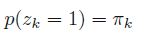 p(z_k = 1) = π_k